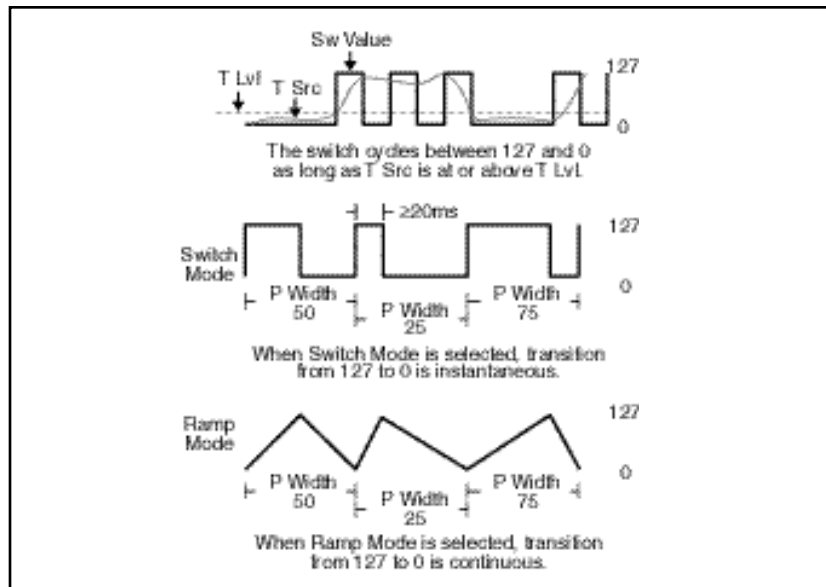 Sw Value
T Lvl
T Src
127
0
The switch cycles between 127 and 0
as long as T Src is at or above T Lvl.
≥20ms
127
Switch
Mode
0
P Width
50
P Width
25
P Width
75
When Switch Mode is selected, transition
from 127 to 0 is instantaneous.
Ramp
Mode
127
0
P Width
50
P Width
25
P Width
75
When Ramp Mode is selected, transition
from 127 to 0 is continuous.